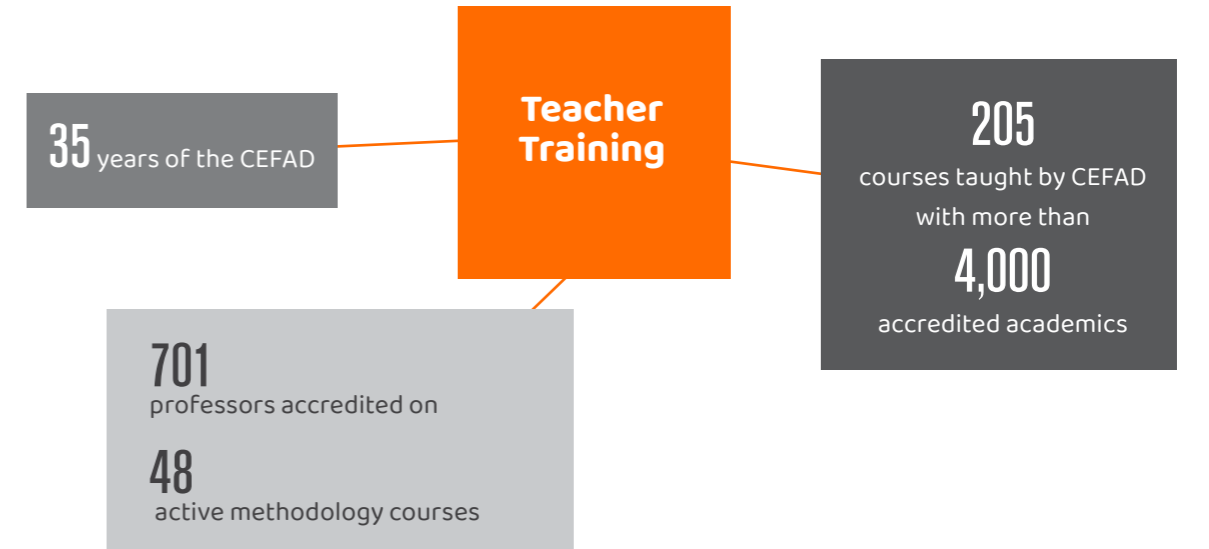 Teacher
Training
35 years of the CEFAD
205
courses taught by CEFAD
with more than
4,000
accredited academics
701
professors accredited on
48
active methodology courses